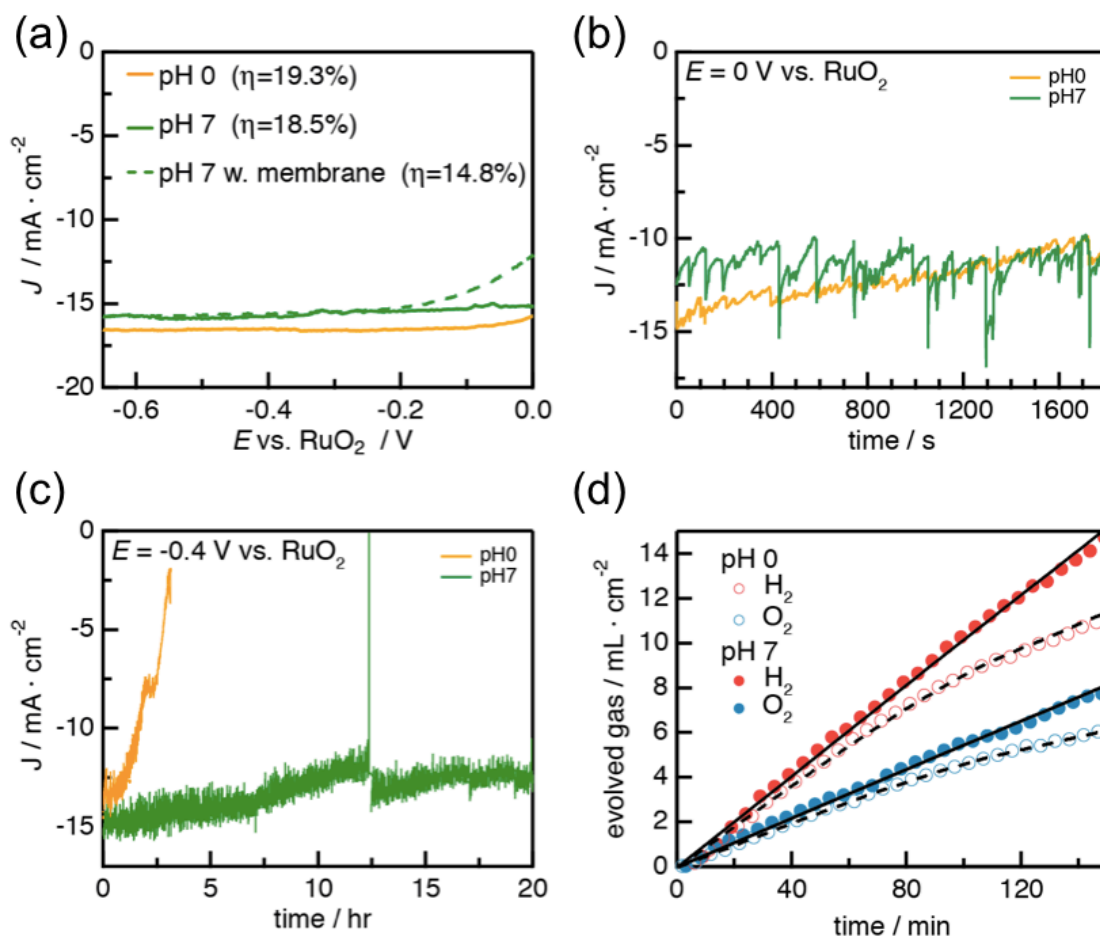 (a)
0
-5
-10
-15
-20
J / mA · cm-2
pH 0 (η=19.3%)
pH 7 (η=18.5%)
pH 7 w. membrane (η=14.8%)
-0.6 -0.4 -0.2 0.0
E vs. RuO2 / V
(b)
0
-5
-10
-15
J / mA · cm-2
E = 0 V vs. RuO2
pH0
pH7
0 400 800 1200 1600
time / s
(c)
0
-5
-10
-15
J / mA · cm-2
E = -0.4 V vs. RuO2
pH0
pH7
0 5 10 15 20
time / hr
(d)
14
12
10
8
6
4
2
0
evolved gas / mL · cm-2
pH 0
H2
O2
pH 7
H2
O2
0 40 80 120
time / min